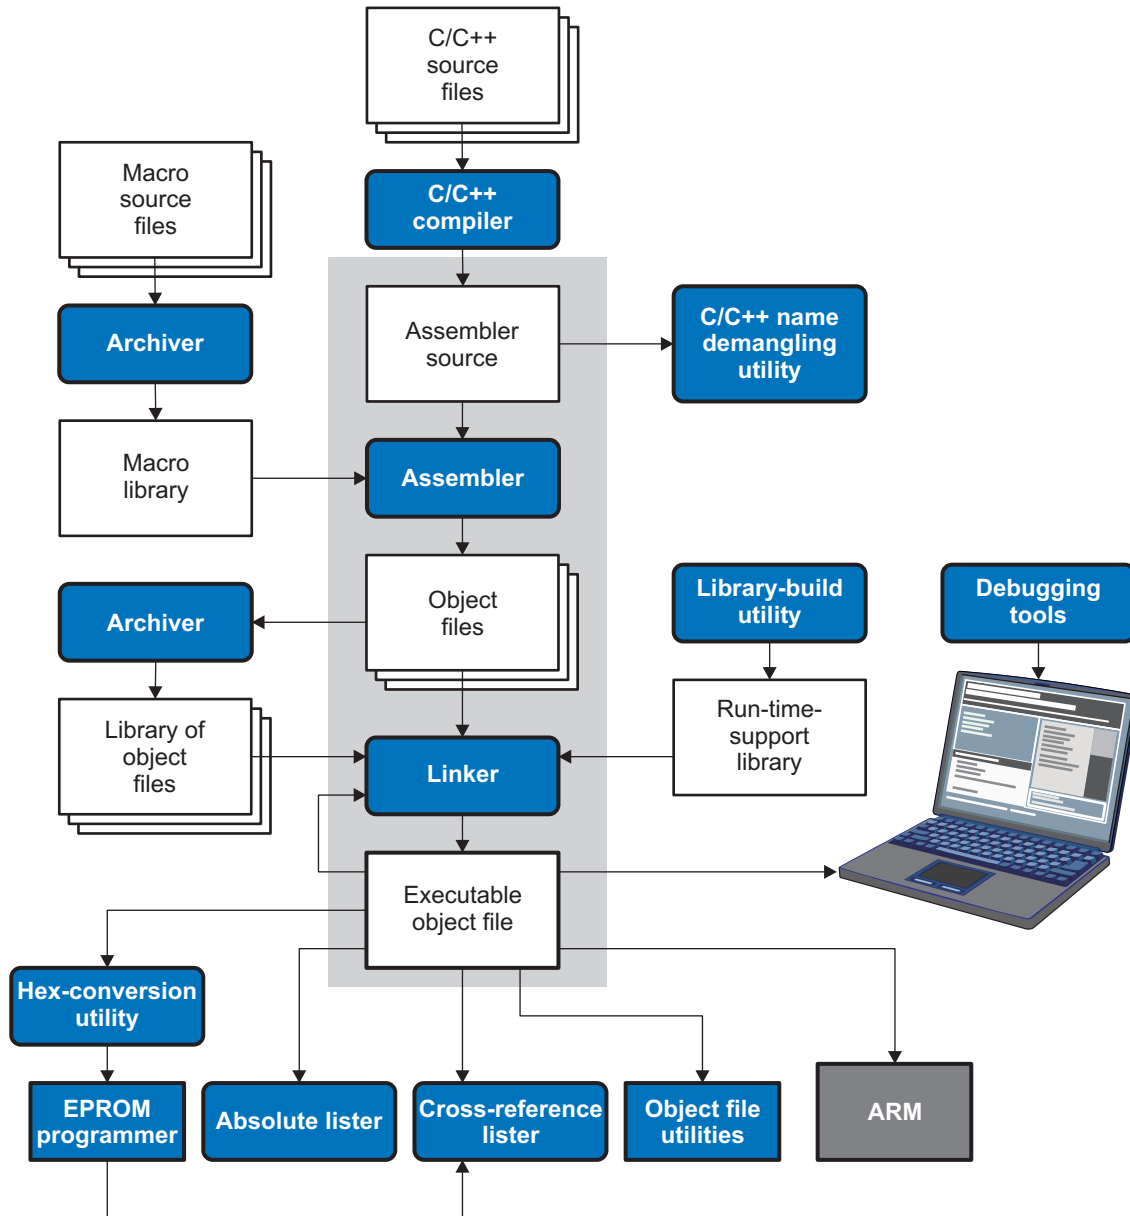 C/C++
source
files
Macro
source
files
C/C++
compiler
Archiver
Assembler
source
C/C++ name
demangling
utility
Macro
library
Assembler
Archiver
Object
files
Library-build
utility
Debugging
tools
Library of
object
files
Linker
Run-time-
support
library
Executable
object file
Hex-conversion
utility
EPROM
programmer
Absolute lister
Cross-reference
lister
Object file
utilities
ARM